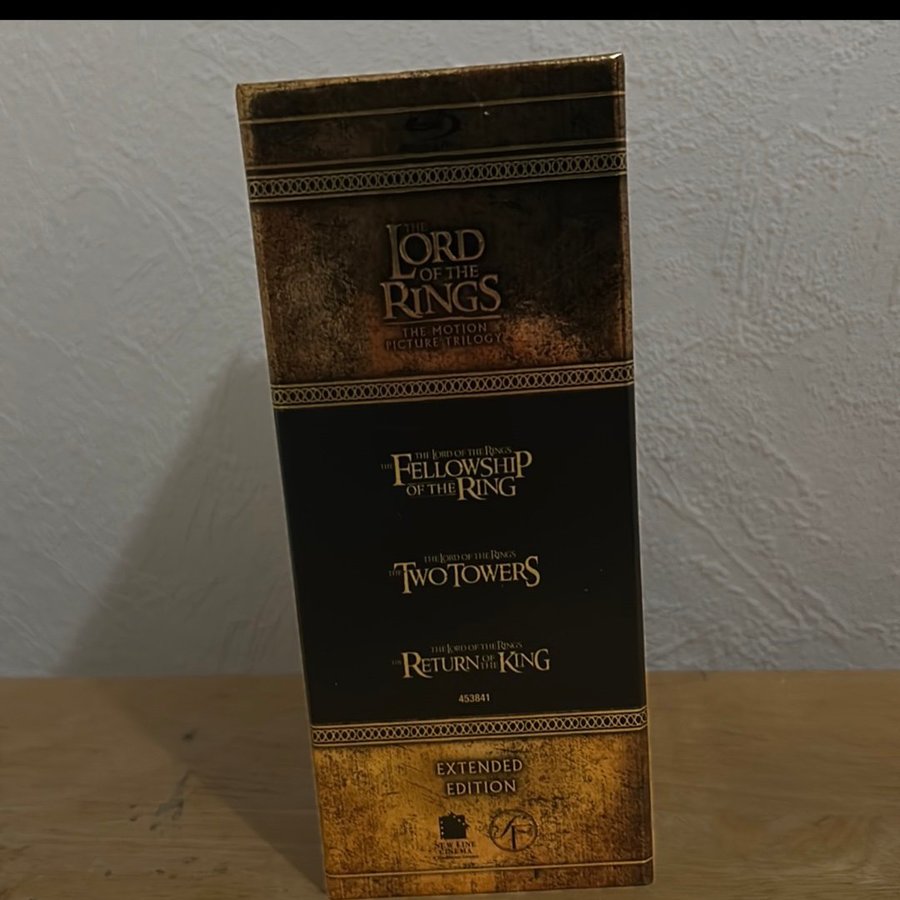 THE
LORD
OF THE
RINGS
THE MOTION
PICTURE TRILOGY
THE LORD OF THE RINGS
THE FELLOWSHIP
OF THE RING
THE LORD OF THE RINGS
THE TWO TOWERS
THE LORD OF THE RINGS
THE RETURN OF THE KING
453841
EXTENDED
EDITION
NEW LINE
CINEMA
SF